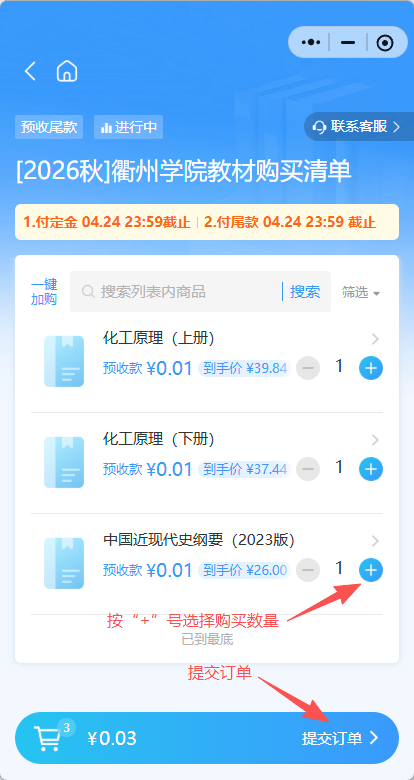 预收尾款 进行中 联系客服
[2026秋]衢州学院教材购买清单
1.付定金 04.24 23:59截止 | 2.付尾款 04.24 23:59 截止
一键
加购
搜索列表内商品 | 搜索 筛选
化工原理（上册）
预收款 ¥0.01 到手价 ¥39.84 1
化工原理（下册）
预收款 ¥0.01 到手价 ¥37.44 1
中国近现代史纲要（2023版）
预收款 ¥0.01 到手价 ¥26.00 1
按“+”号选择购买数量
已到最底
提交订单
3 ¥0.03 提交订单